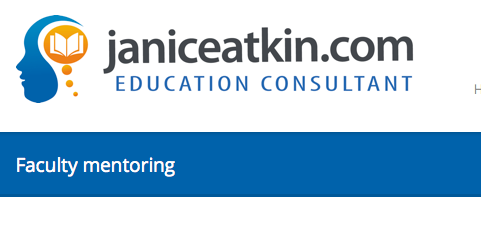 janiceatkin.com
EDUCATION CONSULTANT
H
Faculty mentoring